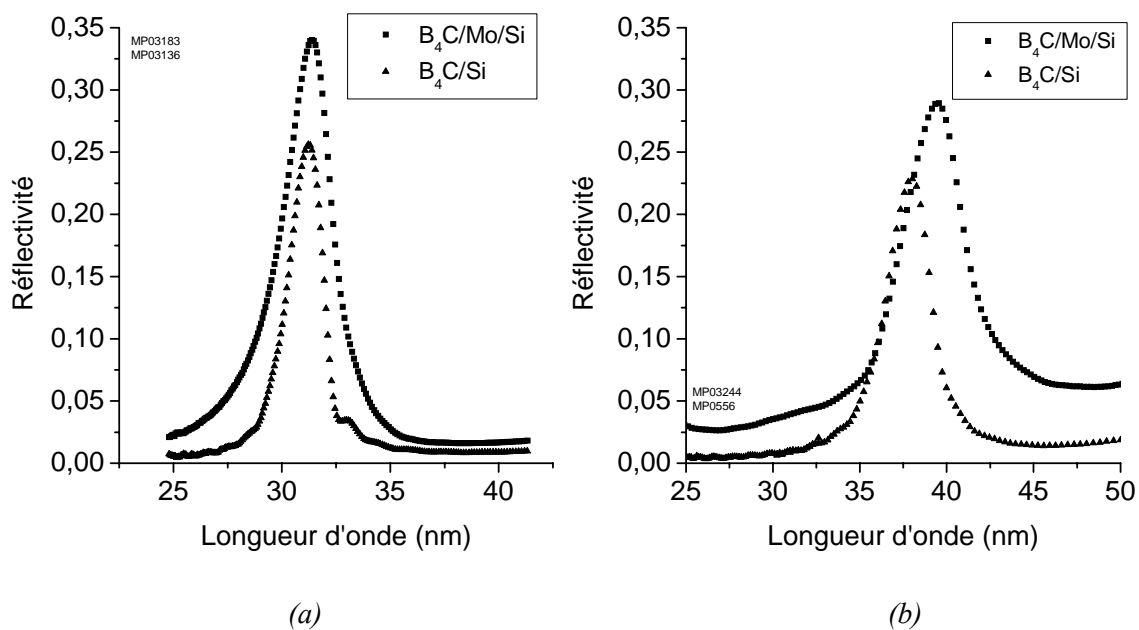 0,35
0,30
0,25
0,20
0,15
0,10
0,05
0,00
Réflectivité
MP03183
MP03136
B4C/Mo/Si
B4C/Si
25 30 35 40
Longueur d'onde (nm)
(a)
0,35
0,30
0,25
0,20
0,15
0,10
0,05
0,00
Réflectivité
B4C/Mo/Si
B4C/Si
MP03244
MP0556
25 30 35 40 45 50
Longueur d'onde (nm)
(b)